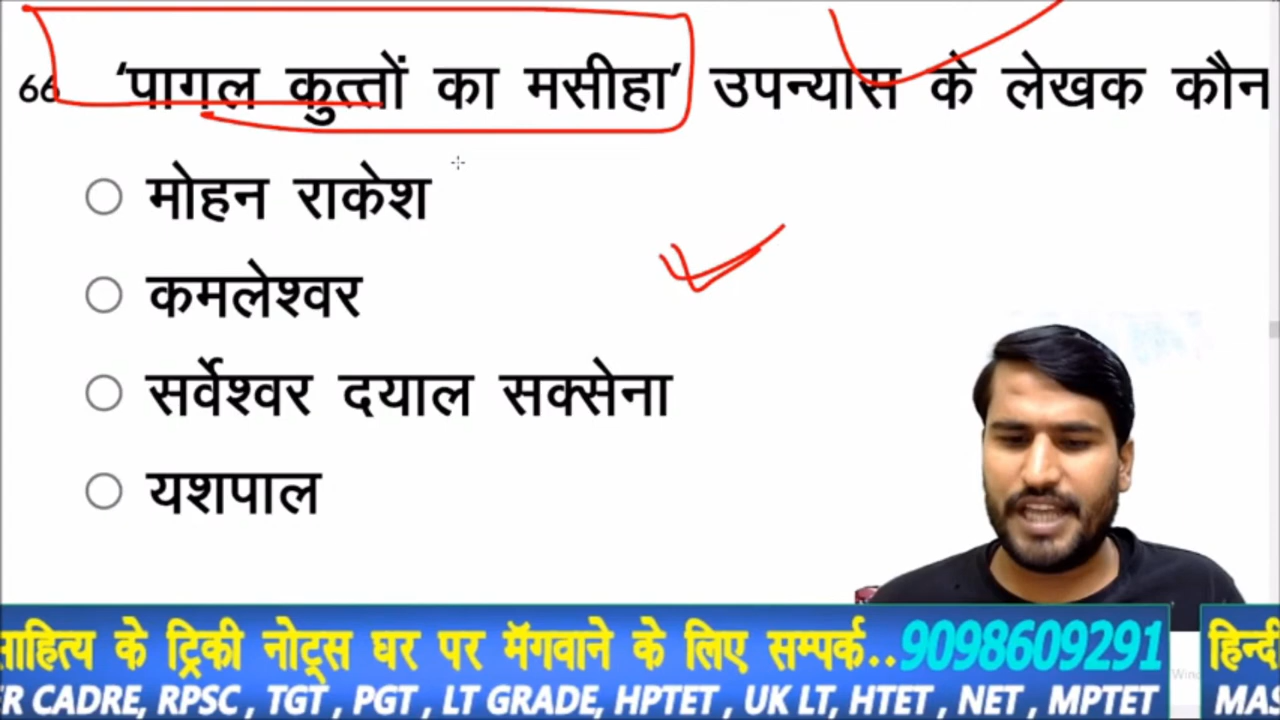 66 'पागल कुत्तों का मसीहा' उपन्यास के लेखक कौन
मोहन राकेश
कमलेश्वर
सर्वेश्वर दयाल सक्सेना
यशपाल
साहित्य के ट्रिकी नोट्स घर पर मँगवाने के लिए सम्पर्क..9098609291 हिन्दी
ER CADRE, RPSC , TGT , PGT , LT GRADE, HPTET , UK LT, HTET , NET , MPTET MAS